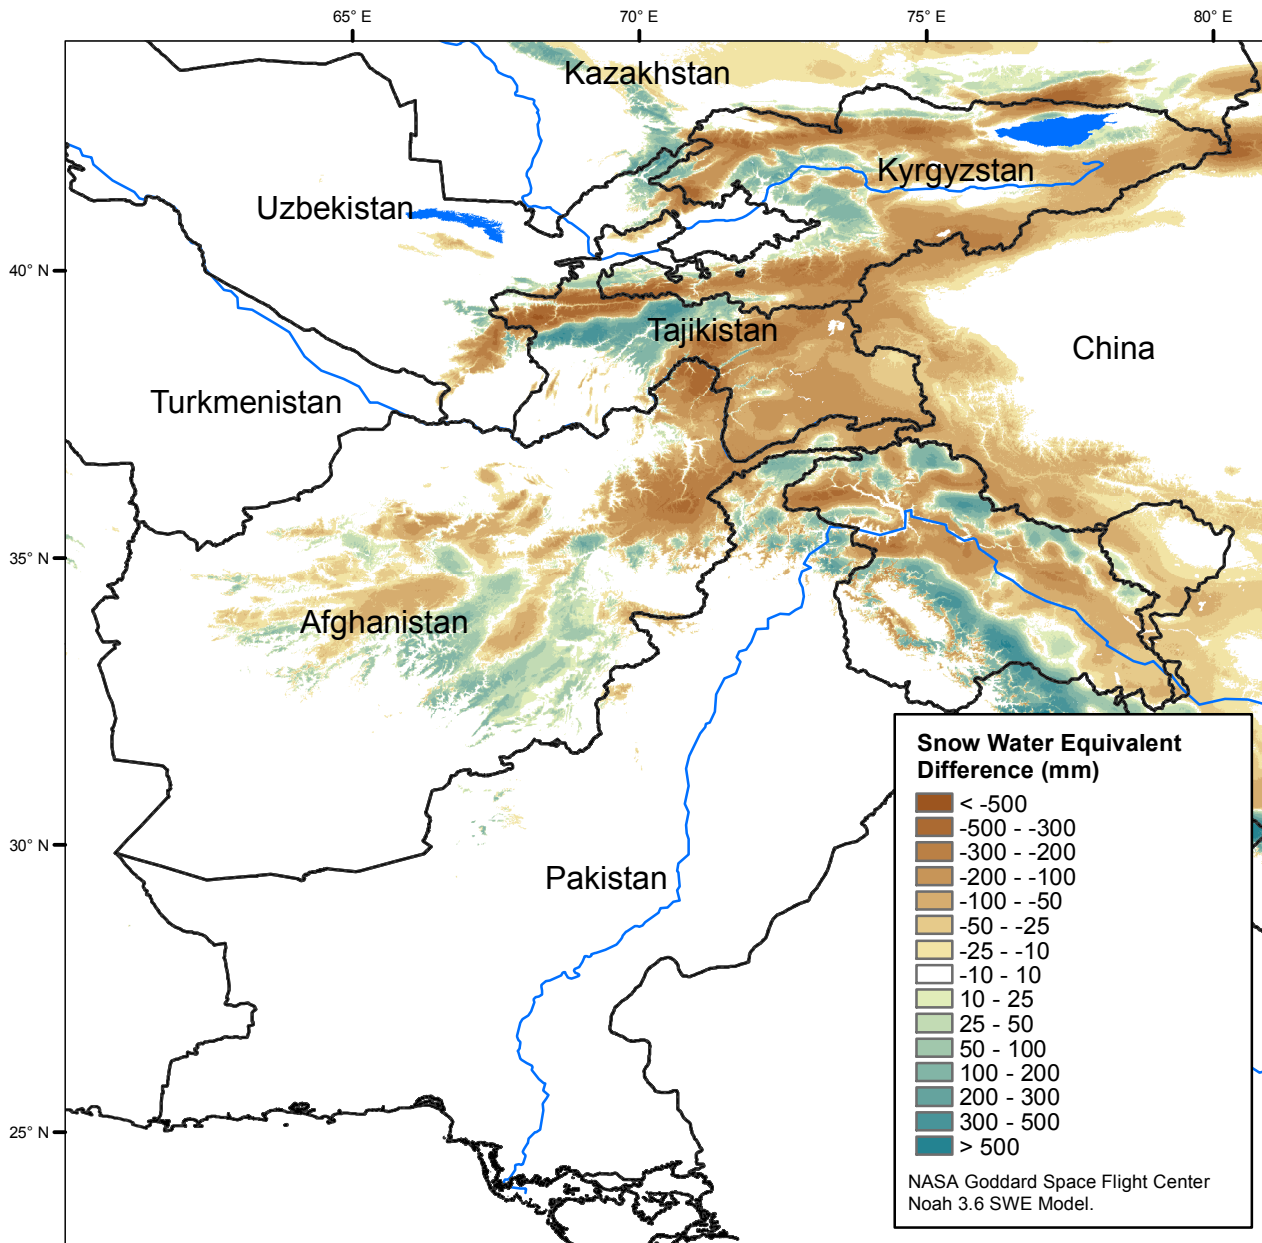 65° E
70° E
75° E
80° E
Kazakhstan
Kyrgyzstan
Uzbekistan
40° N
Tajikistan
China
Turkmenistan
35° N
Afghanistan
Snow Water Equivalent
Difference (mm)
< -500
-500 - -300
-300 - -200
-200 - -100
-100 - -50
-50 - -25
-25 - -10
-10 - 10
10 - 25
25 - 50
50 - 100
100 - 200
200 - 300
300 - 500
> 500
30° N
Pakistan
25° N
NASA Goddard Space Flight Center
Noah 3.6 SWE Model.